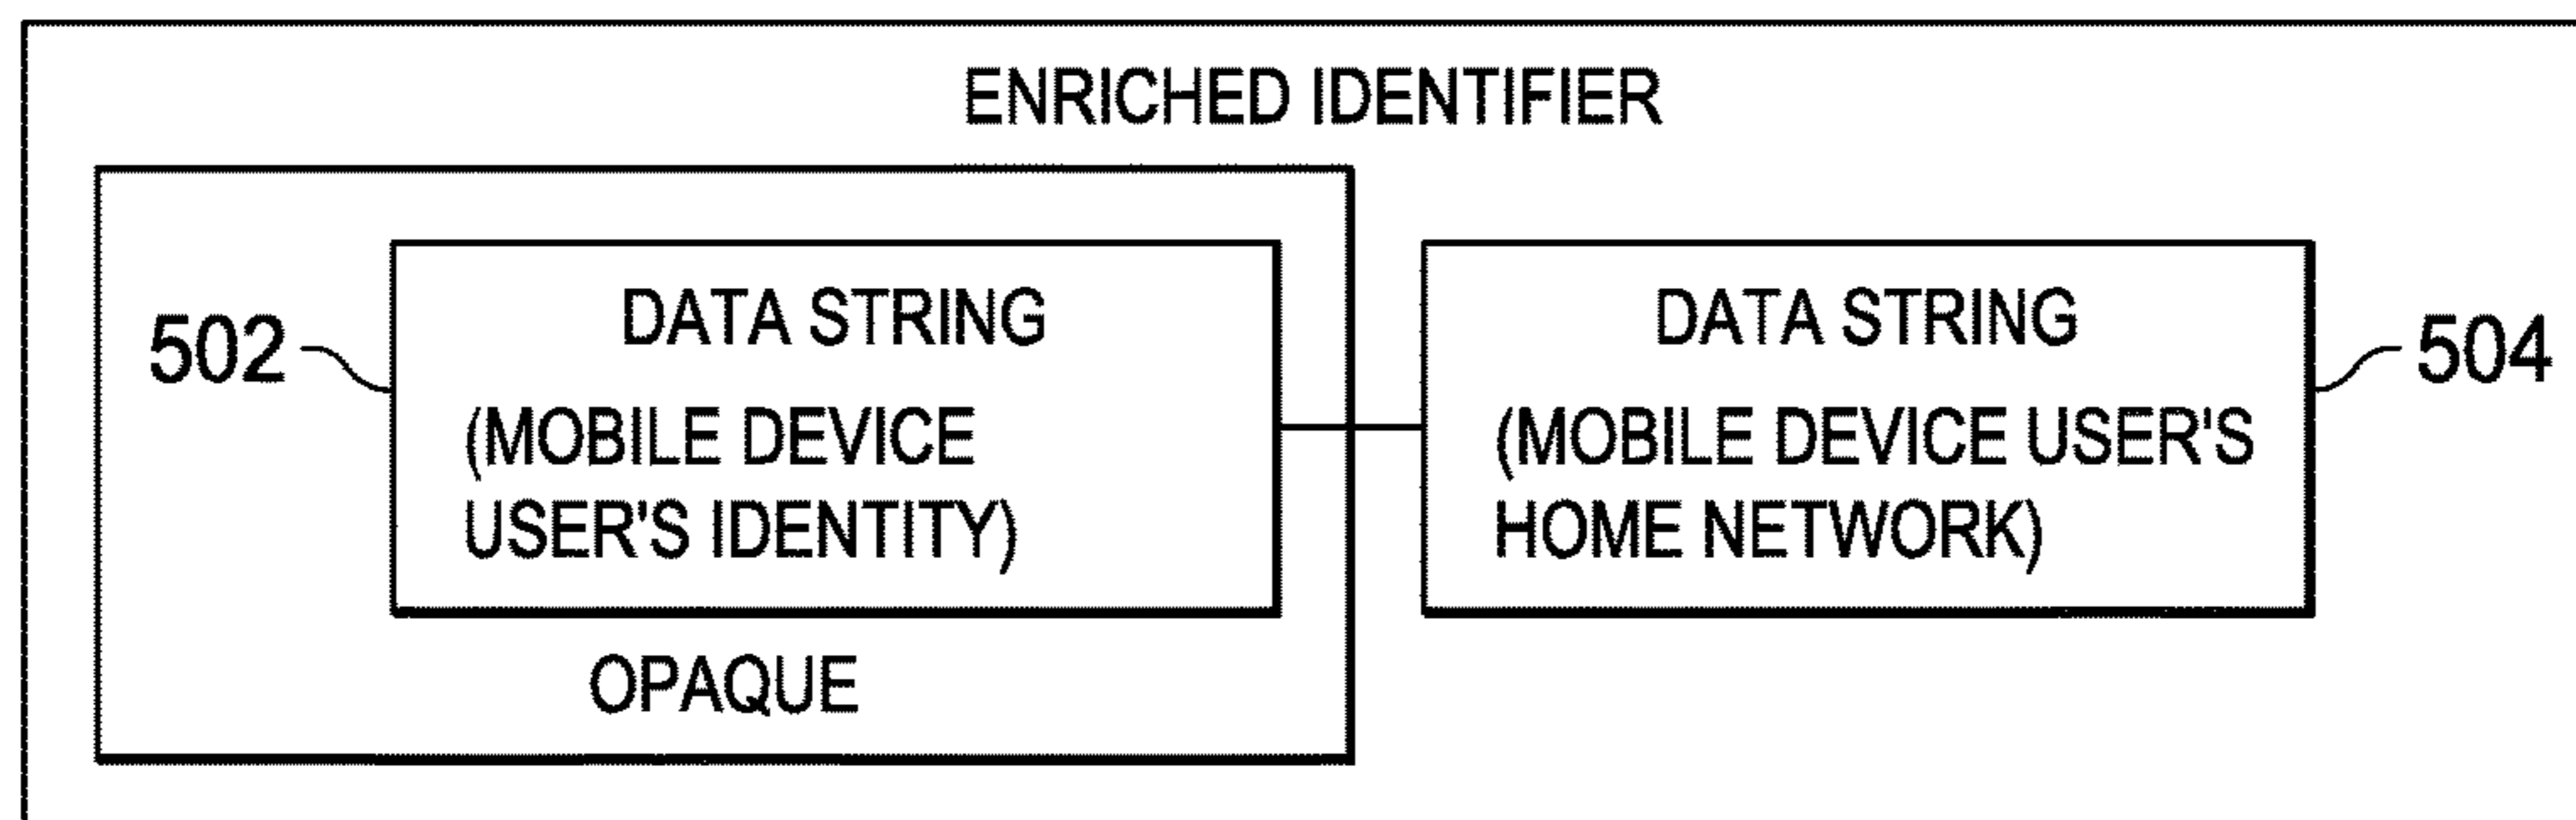 ENRICHED IDENTIFIER
502
DATA STRING
(MOBILE DEVICE
USER'S IDENTITY)
OPAQUE
DATA STRING
(MOBILE DEVICE USER'S
HOME NETWORK)
504